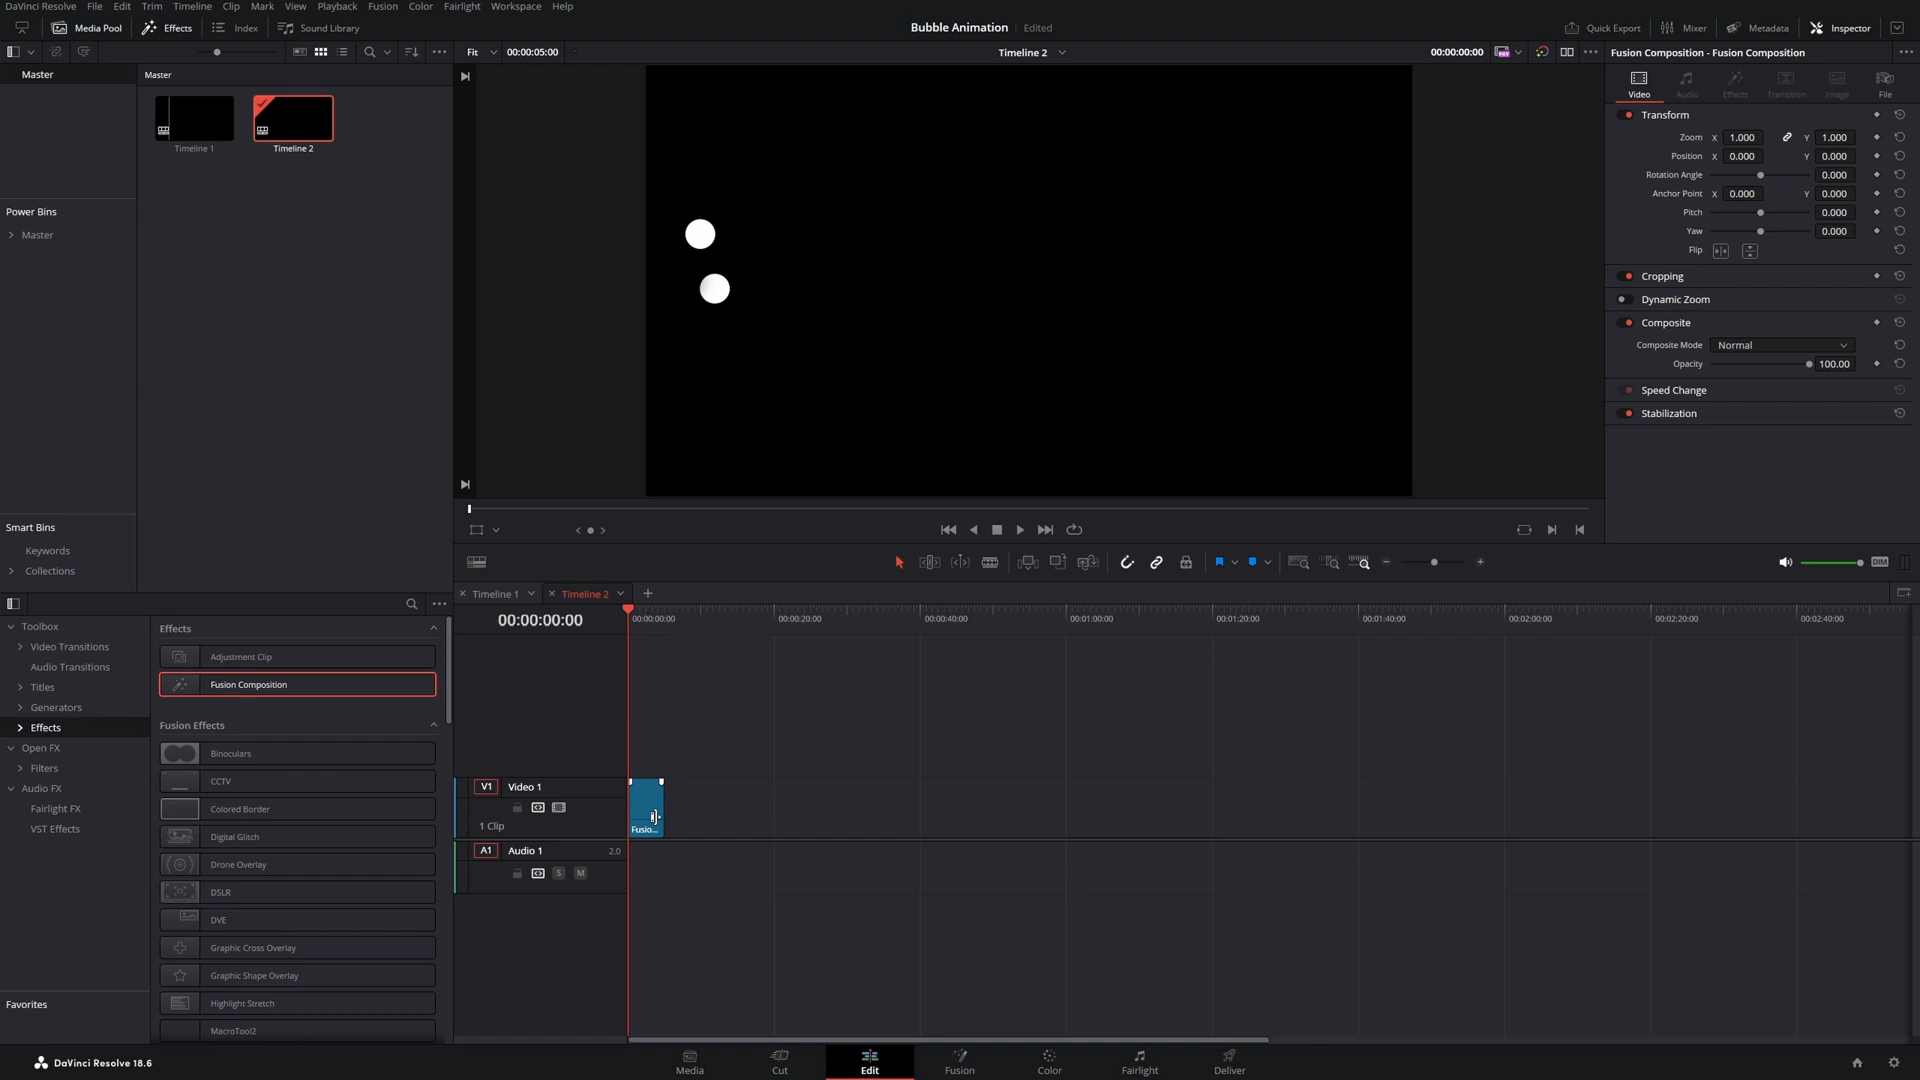 DaVinci Resolve File Edit Trim Timeline Clip Mark View Playback Fusion Color Fairlight Workspace Help
Media Pool Effects Index Sound Library Bubble Animation Edited Quick Export Mixer Metadata Inspector
Fit 00:00:05:00 Timeline 2 00:00:00:00 Fusion Composition - Fusion Composition
Master Master
Video Audio Effects Transition Image File
Timeline 1 Timeline 2
Transform
Zoom X 1.000 Y 1.000
Position X 0.000 Y 0.000
Rotation Angle 0.000
Anchor Point X 0.000 Y 0.000
Pitch 0.000
Yaw 0.000
Flip
Cropping
Dynamic Zoom
Composite
Composite Mode Normal
Opacity 100.00
Speed Change
Stabilization
Power Bins
Master
Smart Bins
Keywords
Collections
DIM
Timeline 1 Timeline 2
00:00:00:00 00:00:00:00 00:00:20:00 00:00:40:00 00:01:00:00 00:01:20:00 00:01:40:00 00:02:00:00 00:02:20:00 00:02:40:00
Toolbox
Video Transitions
Audio Transitions
Titles
Generators
Effects
Open FX
Filters
Audio FX
Fairlight FX
VST Effects
Favorites
Effects
Adjustment Clip
Fusion Composition
Fusion Effects
Binoculars
CCTV
Colored Border
Digital Glitch
Drone Overlay
DSLR
DVE
Graphic Cross Overlay
Graphic Shape Overlay
Highlight Stretch
MacroTool2
V1 Video 1
1 Clip
Fusio...
A1 Audio 1 2.0
S M
DaVinci Resolve 18.6
Media Cut Edit Fusion Color Fairlight Deliver